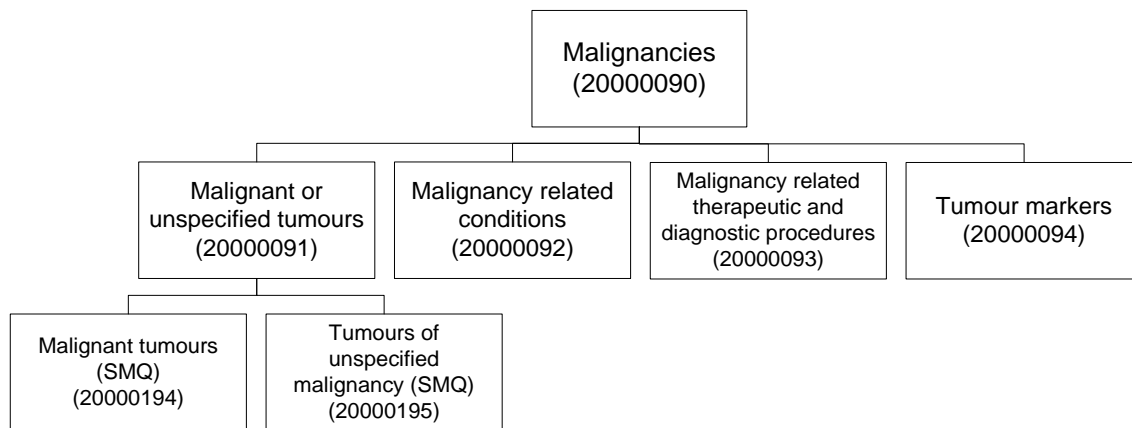 Malignancies
(20000090)
Malignant or
unspecified tumours
(20000091)
Malignancy related
conditions
(20000092)
Malignancy related
therapeutic and
diagnostic procedures
(20000093)
Tumour markers
(20000094)
Malignant tumours
(SMQ)
(20000194)
Tumours of
unspecified
malignancy (SMQ)
(20000195)